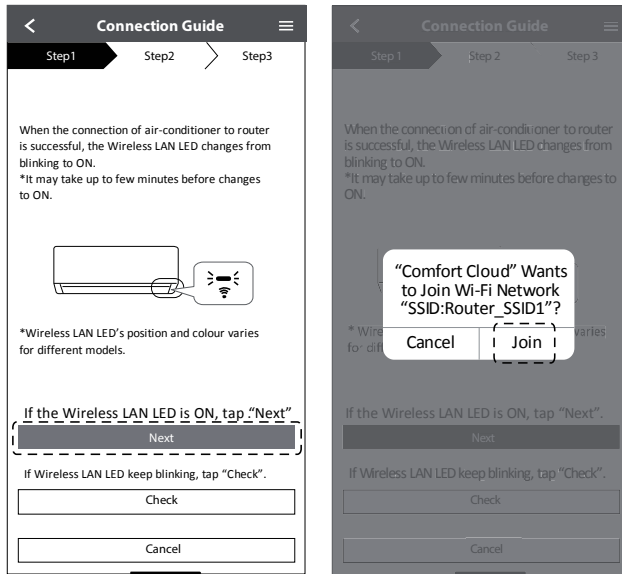 Connection Guide
Step1 Step2 Step3
When the connection of air-conditioner to router
is successful, the Wireless LAN LED changes from
blinking to ON.
*It may take up to few minutes before changes
to ON.
*Wireless LAN LED's position and colour varies
for different models.
If the Wireless LAN LED is ON, tap “Next”
Next
If Wireless LAN LED keep blinking, tap “Check”.
Check
Cancel
Connection Guide
Step 1 Step 2 Step 3
When the connection of air-conditioner to router
is successful, the Wireless LAN LED changes from
blinking to ON.
*It may take up to few minutes before changes to
ON.
“Comfort Cloud” Wants
to Join Wi-Fi Network
“SSID:Router_SSID1”?
Cancel Join
* Wire varies
for diff
If the Wireless LAN LED is ON, tap “Next”.
Next
If Wireless LAN LED keep blinking, tap “Check”.
Check
Cancel